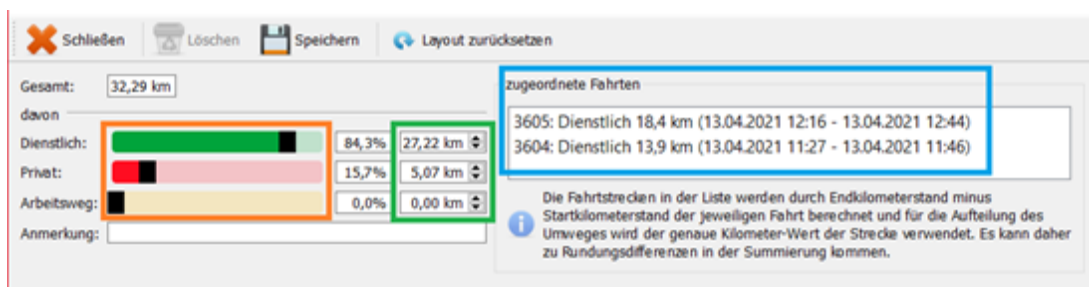 Schließen Löschen Speichern Layout zurücksetzen
Gesamt: 32,29 km
davon
Dienstlich: 84,3% 27,22 km
Privat: 15,7% 5,07 km
Arbeitsweg: 0,0% 0,00 km
Anmerkung:
zugeordnete Fahrten
3605: Dienstlich 18,4 km (13.04.2021 12:16 - 13.04.2021 12:44)
3604: Dienstlich 13,9 km (13.04.2021 11:27 - 13.04.2021 11:46)
Die Fahrtstrecken in der Liste werden durch Endkilometerstand minus
Startkilometerstand der jeweiligen Fahrt berechnet und für die Aufteilung des
Umweges wird der genaue Kilometer-Wert der Strecke verwendet. Es kann daher
zu Rundungsdifferenzen in der Summierung kommen.